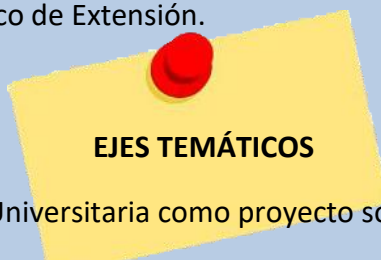 co de Extensión.
EJES TEMÁTICOS
Universitaria como proyecto so